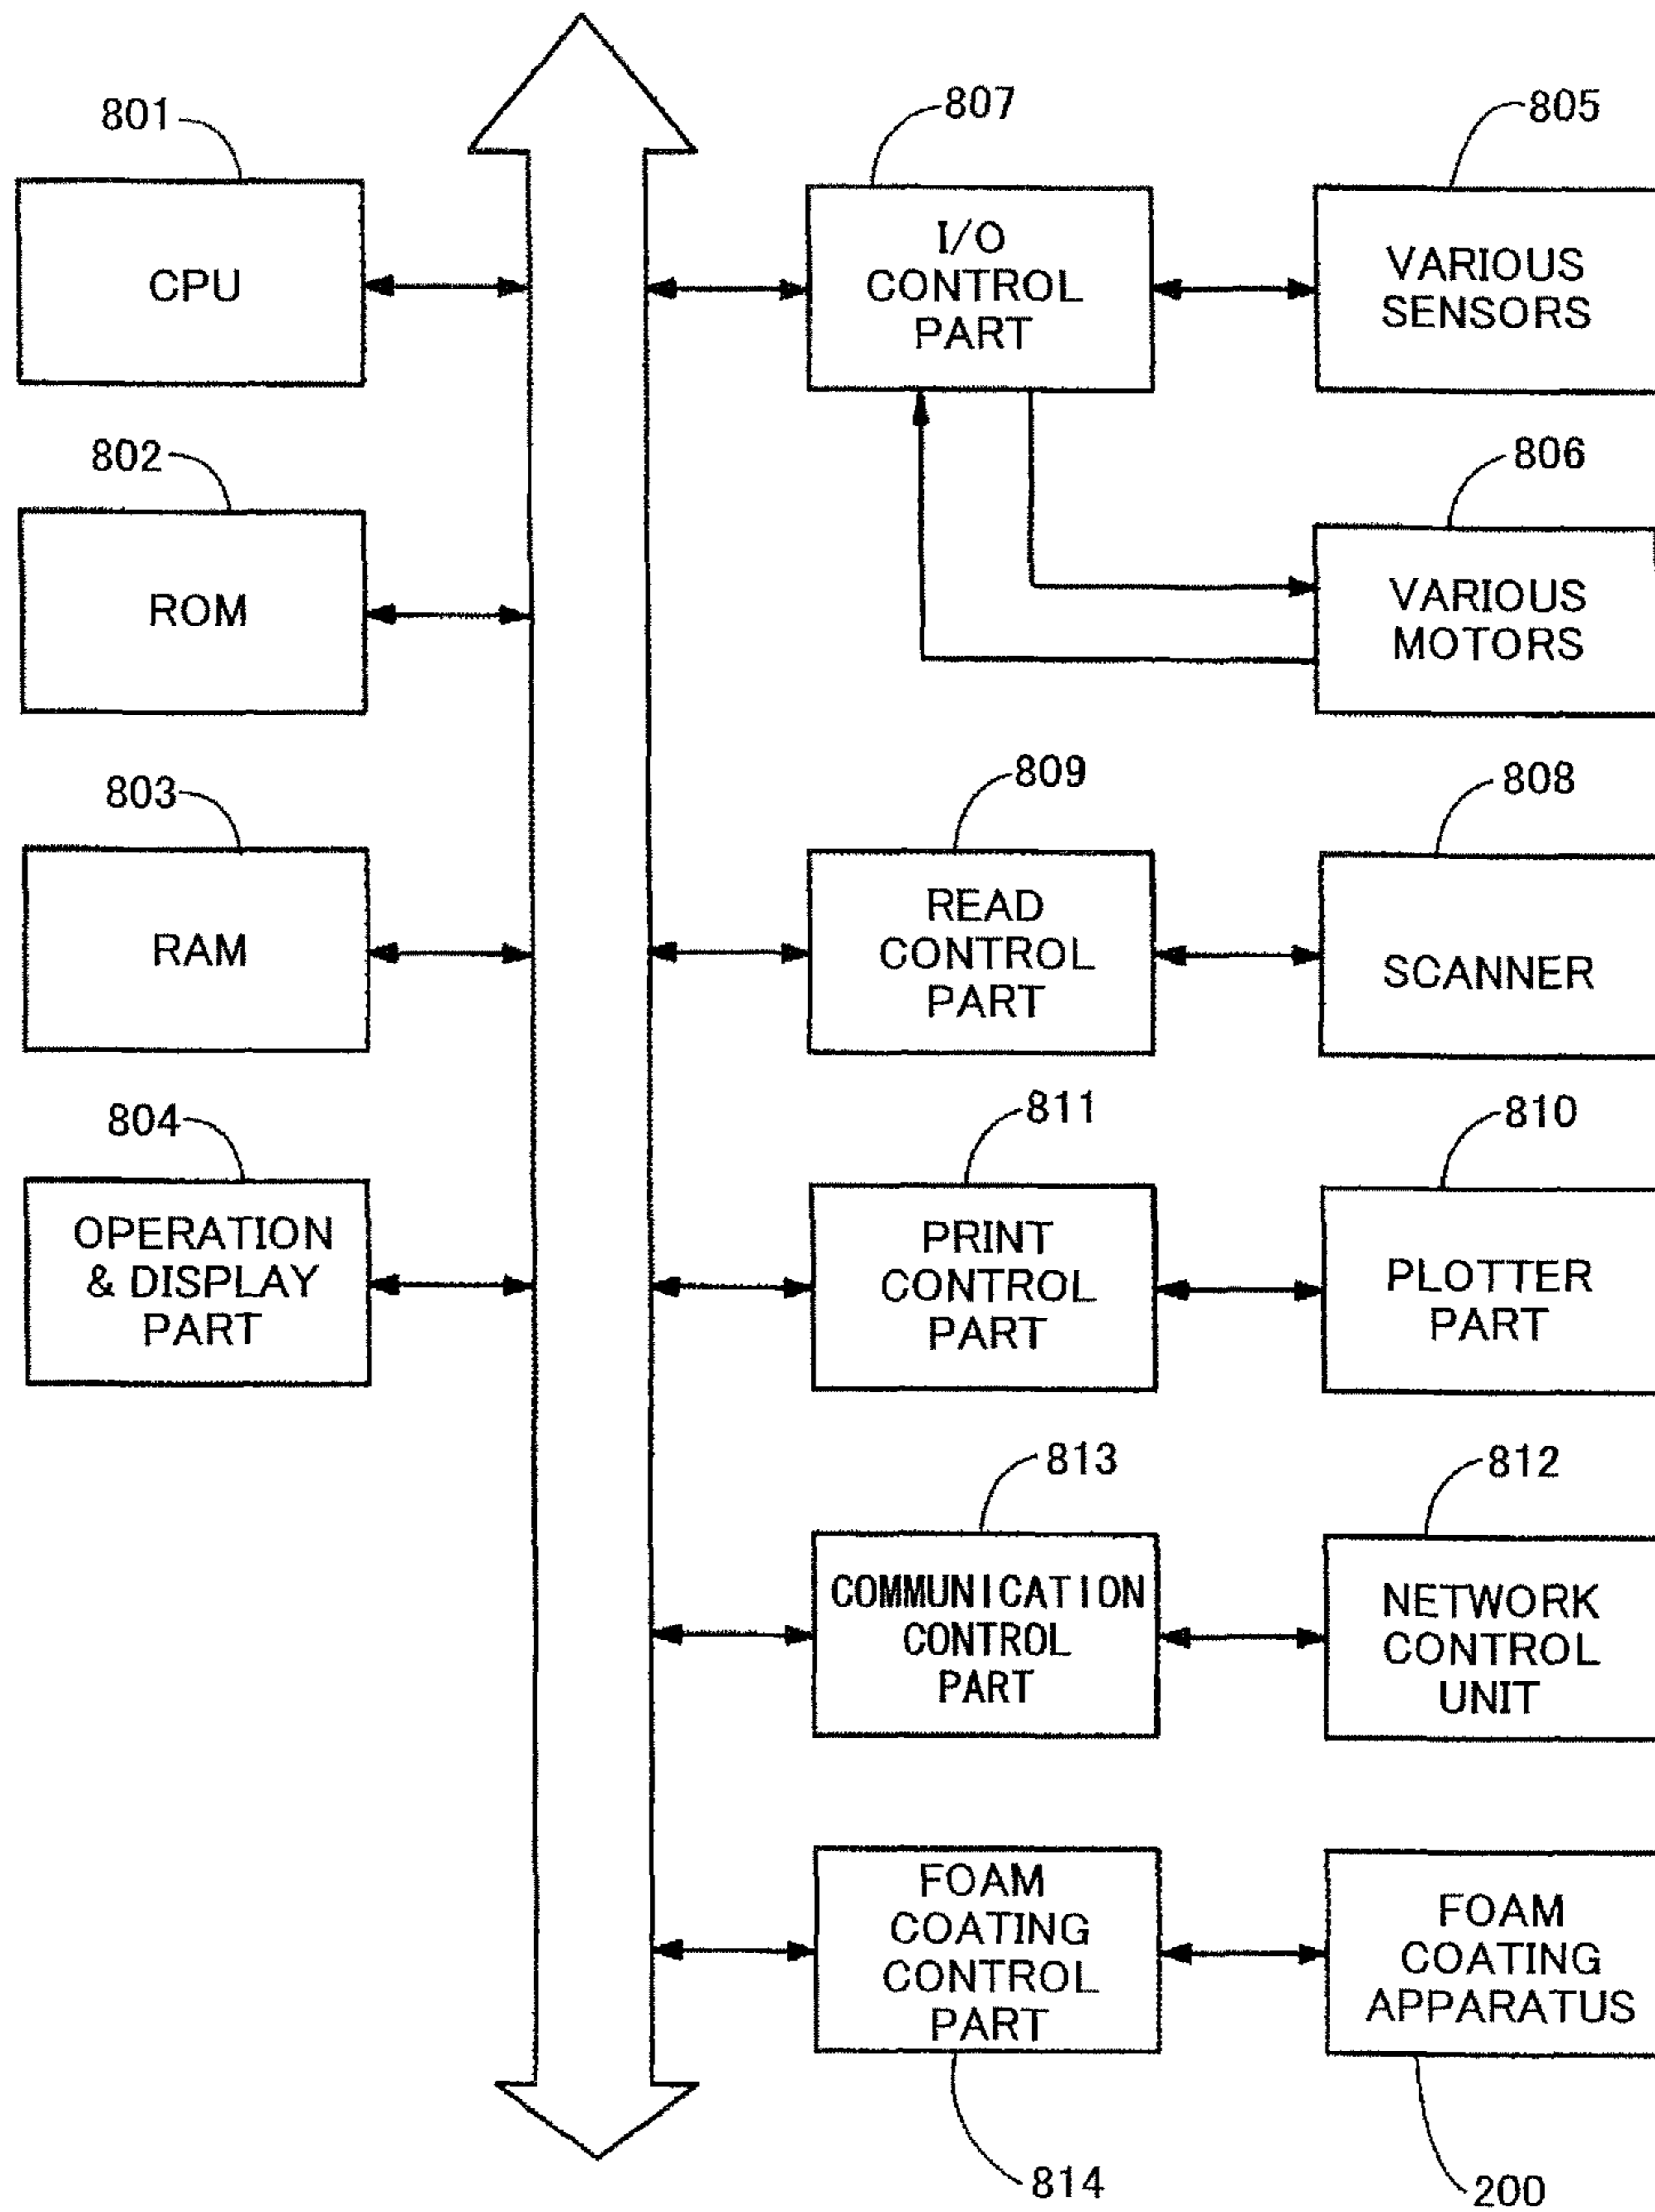 801
CPU
802
ROM
803
RAM
804
OPERATION
& DISPLAY
PART
807
I/O
CONTROL
PART
805
VARIOUS
SENSORS
806
VARIOUS
MOTORS
809
READ
CONTROL
PART
808
SCANNER
811
PRINT
CONTROL
PART
810
PLOTTER
PART
813
COMMUNICATION
CONTROL
PART
812
NETWORK
CONTROL
UNIT
FOAM
COATING
CONTROL
PART
814
FOAM
COATING
APPARATUS
200